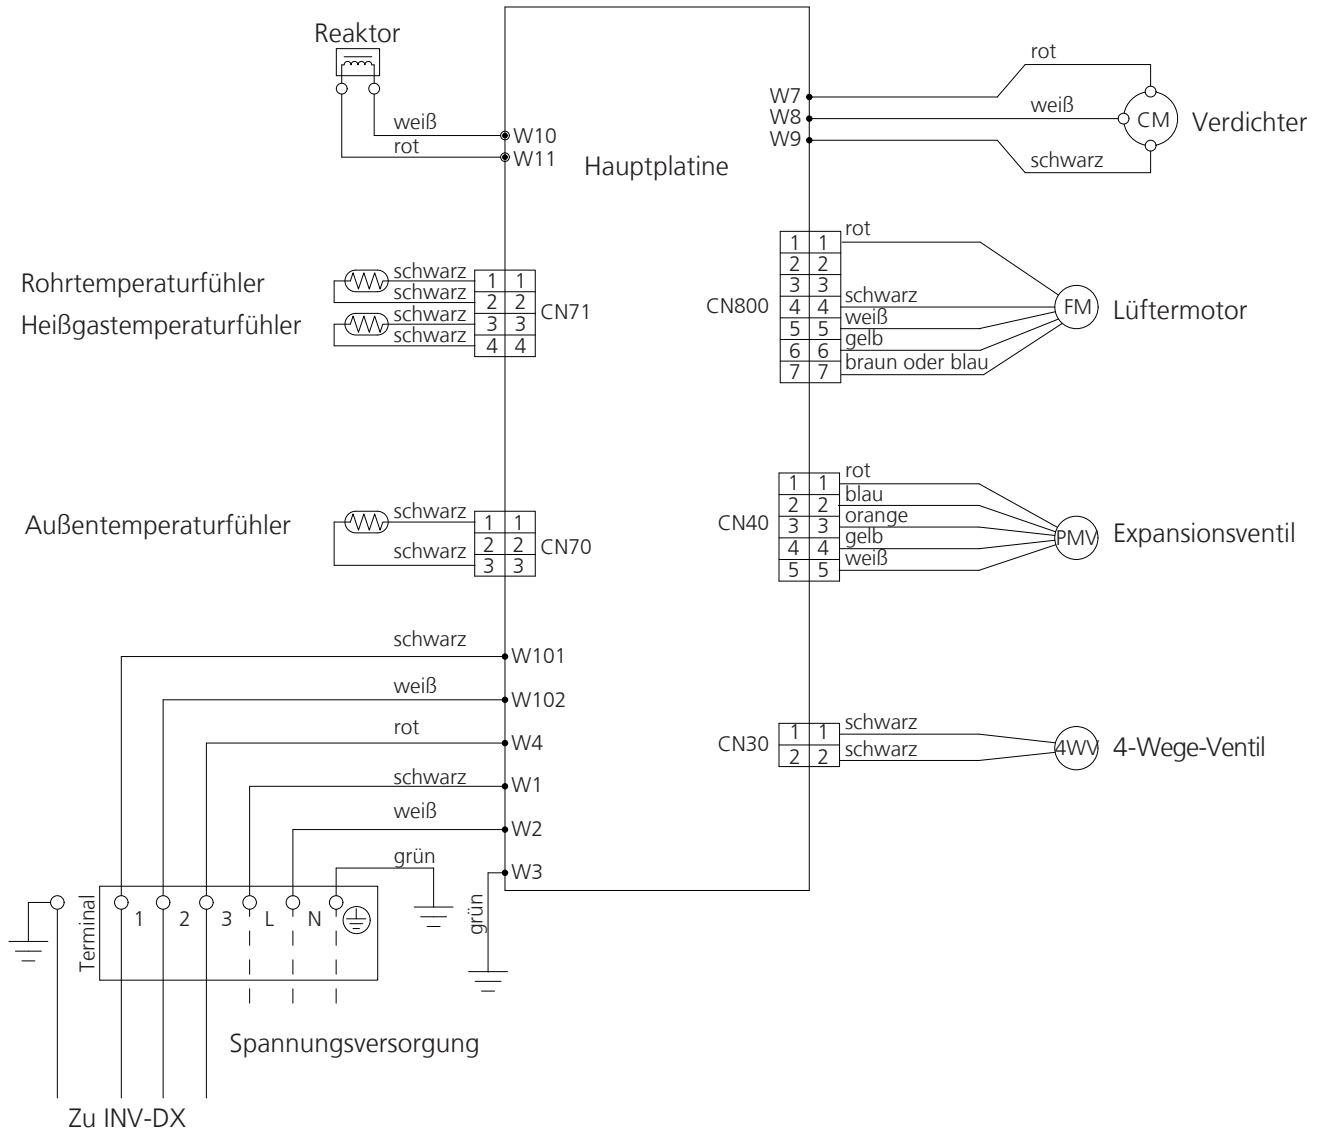 Reaktor
weiß
rot
W10
W11
Hauptplatine
W7
W8
W9
rot
weiß
schwarz
CM
Verdichter
Rohrtemperaturfühler
Heißgastemperaturfühler
schwarz
schwarz
schwarz
schwarz
1 1
2 2
3 3
4 4
CN71
CN800
1 1
2 2
3 3
4 4
5 5
6 6
7 7
rot
schwarz
weiß
gelb
braun oder blau
FM
Lüftermotor
Außentemperaturfühler
schwarz
schwarz
1 1
2 2
3 3
CN70
CN40
1 1
2 2
3 3
4 4
5 5
rot
blau
orange
gelb
weiß
PMV
Expansionsventil
schwarz
W101
weiß
W102
rot
W4
schwarz
W1
weiß
W2
grün
W3
grün
CN30
1 1
2 2
schwarz
schwarz
4WV
4-Wege-Ventil
Terminal
1 2 3 L N
Spannungsversorgung
Zu INV-DX